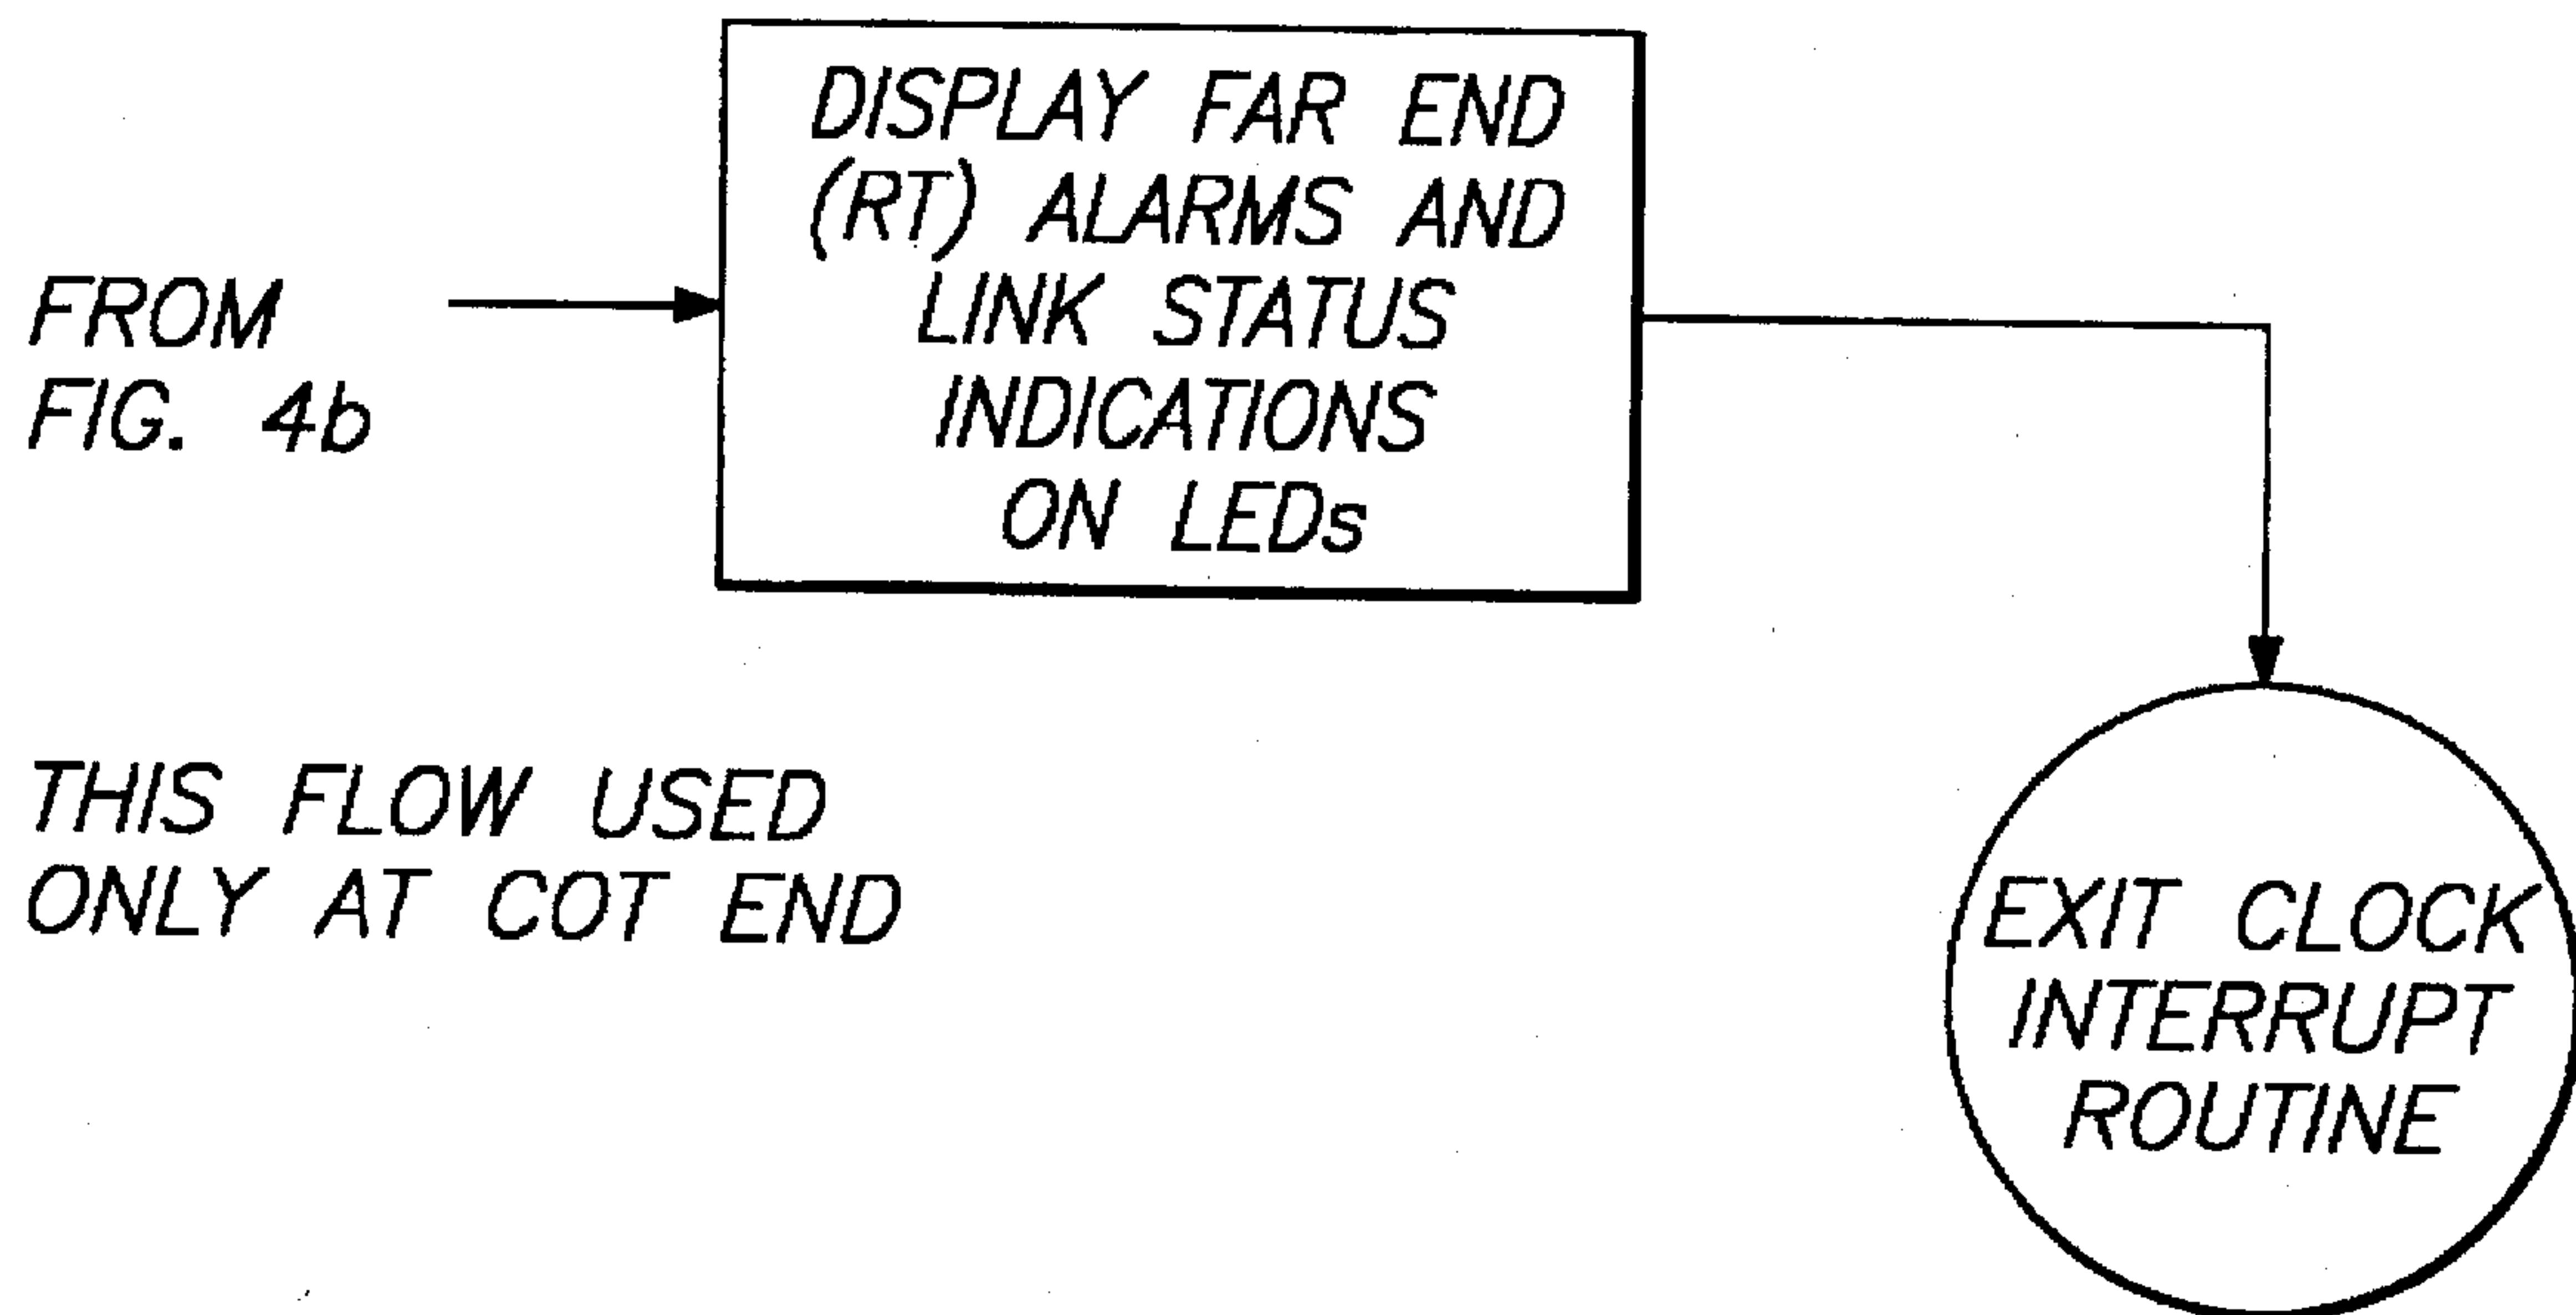 DISPLAY FAR END
(RT) ALARMS AND
LINK STATUS
INDICATIONS
ON LEDs
FROM
FIG. 4b
THIS FLOW USED
ONLY AT COT END
EXIT CLOCK
INTERRUPT
ROUTINE